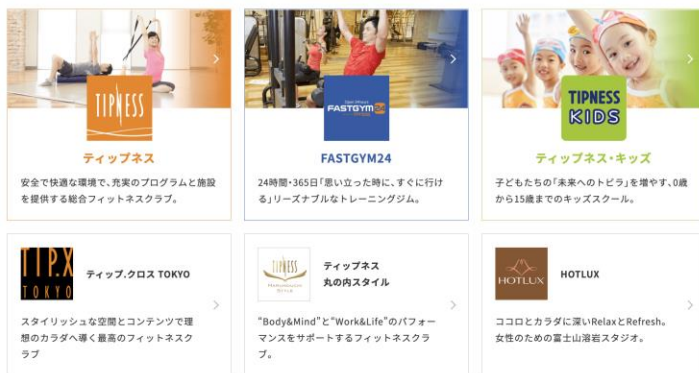 TIPNESS
ティップネス
安全で快適な環境で、充実のプログラムと施設
を提供する総合フィットネスクラブ。
FASTGYM24
FASTGYM24
24時間・365日「思い立った時に、すぐに行け
る」リーズナブルなトレーニングジム。
TIPNESS
KIDS
ティップネス・キッズ
子どもたちの「未来へのトビラ」を増やす、0歳
から15歳までのキッズスクール。
TIP.X
TOKYO
ティップ.クロス TOKYO
スタイリッシュな空間とコンテンツで理
想のカラダへ導く最高のフィットネスク
ラブ
TIPNESS
MARUNOUCHI
STYLE
ティップネス
丸の内スタイル
“Body&Mind”と“Work&Life”のパフォー
マンスをサポートするフィットネスクラ
ブ。
HOTLUX
HOTLUX
ココロとカラダに深いRelaxとRefresh。
女性のための富士山溶岩スタジオ。